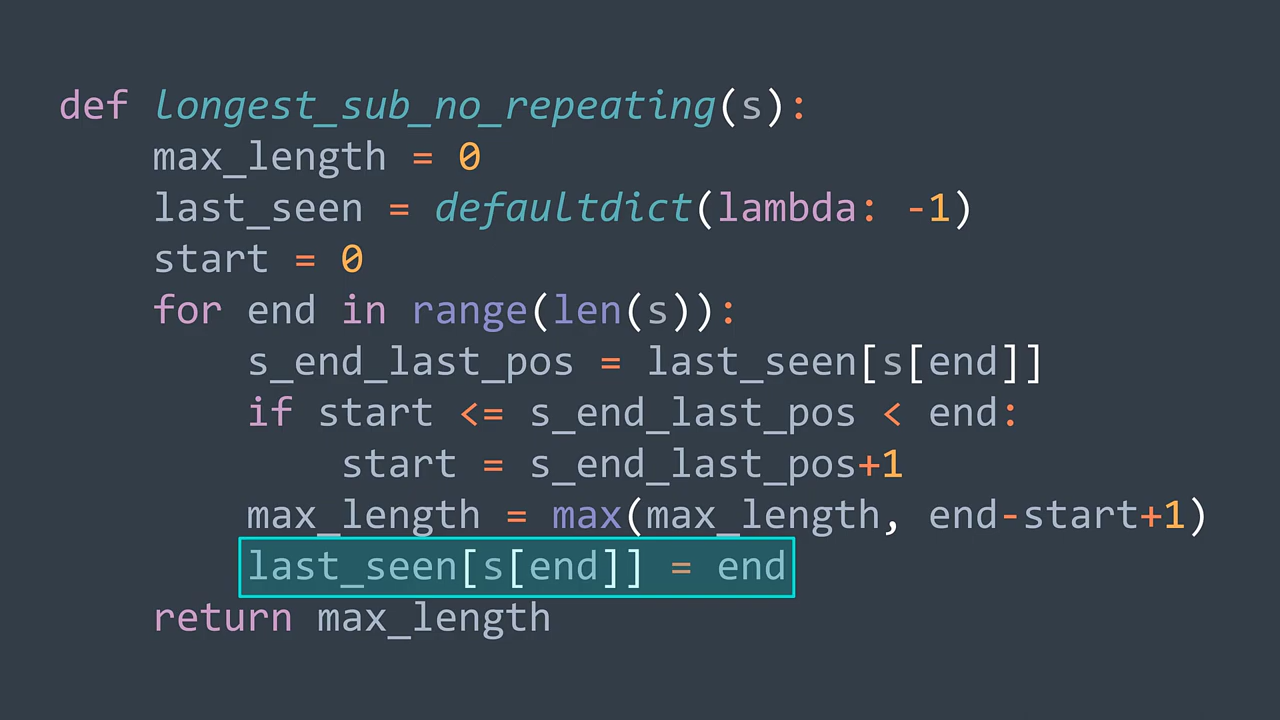 def longest_sub_no_repeating(s):
    max_length = 0
    last_seen = defaultdict(lambda: -1)
    start = 0
    for end in range(len(s)):
        s_end_last_pos = last_seen[s[end]]
        if start <= s_end_last_pos < end:
            start = s_end_last_pos+1
        max_length = max(max_length, end-start+1)
        last_seen[s[end]] = end
    return max_length